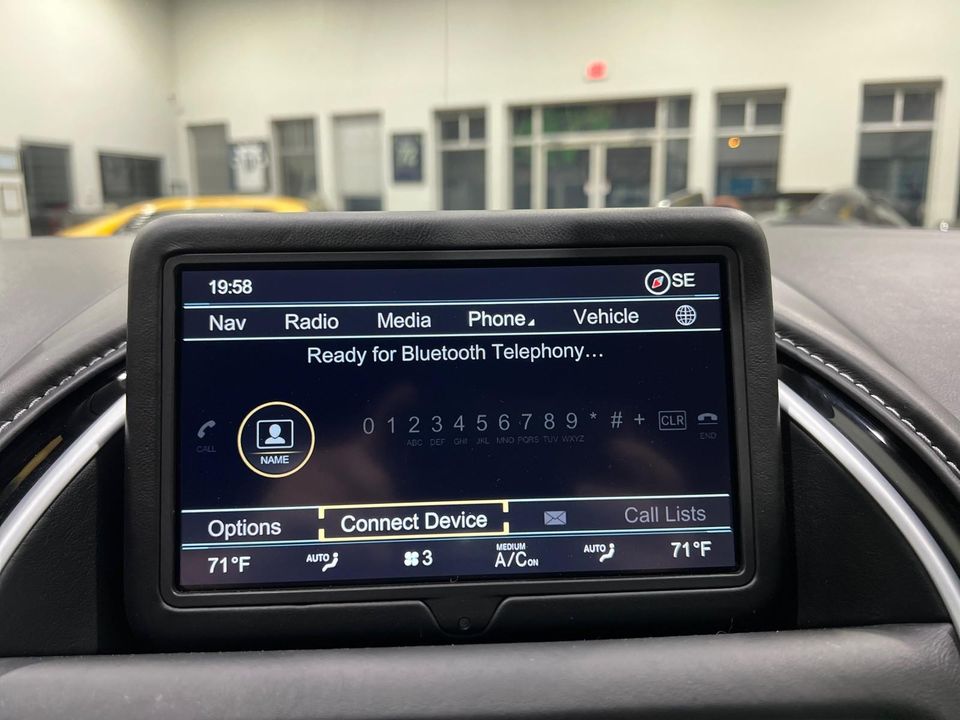 19:58 SE
Nav Radio Media Phone Vehicle
Ready for Bluetooth Telephony...
0 1 2 3 4 5 6 7 8 9 * # + CLR
ABC DEF GHI JKL MNO PQRS TUV WXYZ
CALL NAME END
Options Connect Device Call Lists
71°F AUTO 3 MEDIUM A/C ON AUTO 71°F